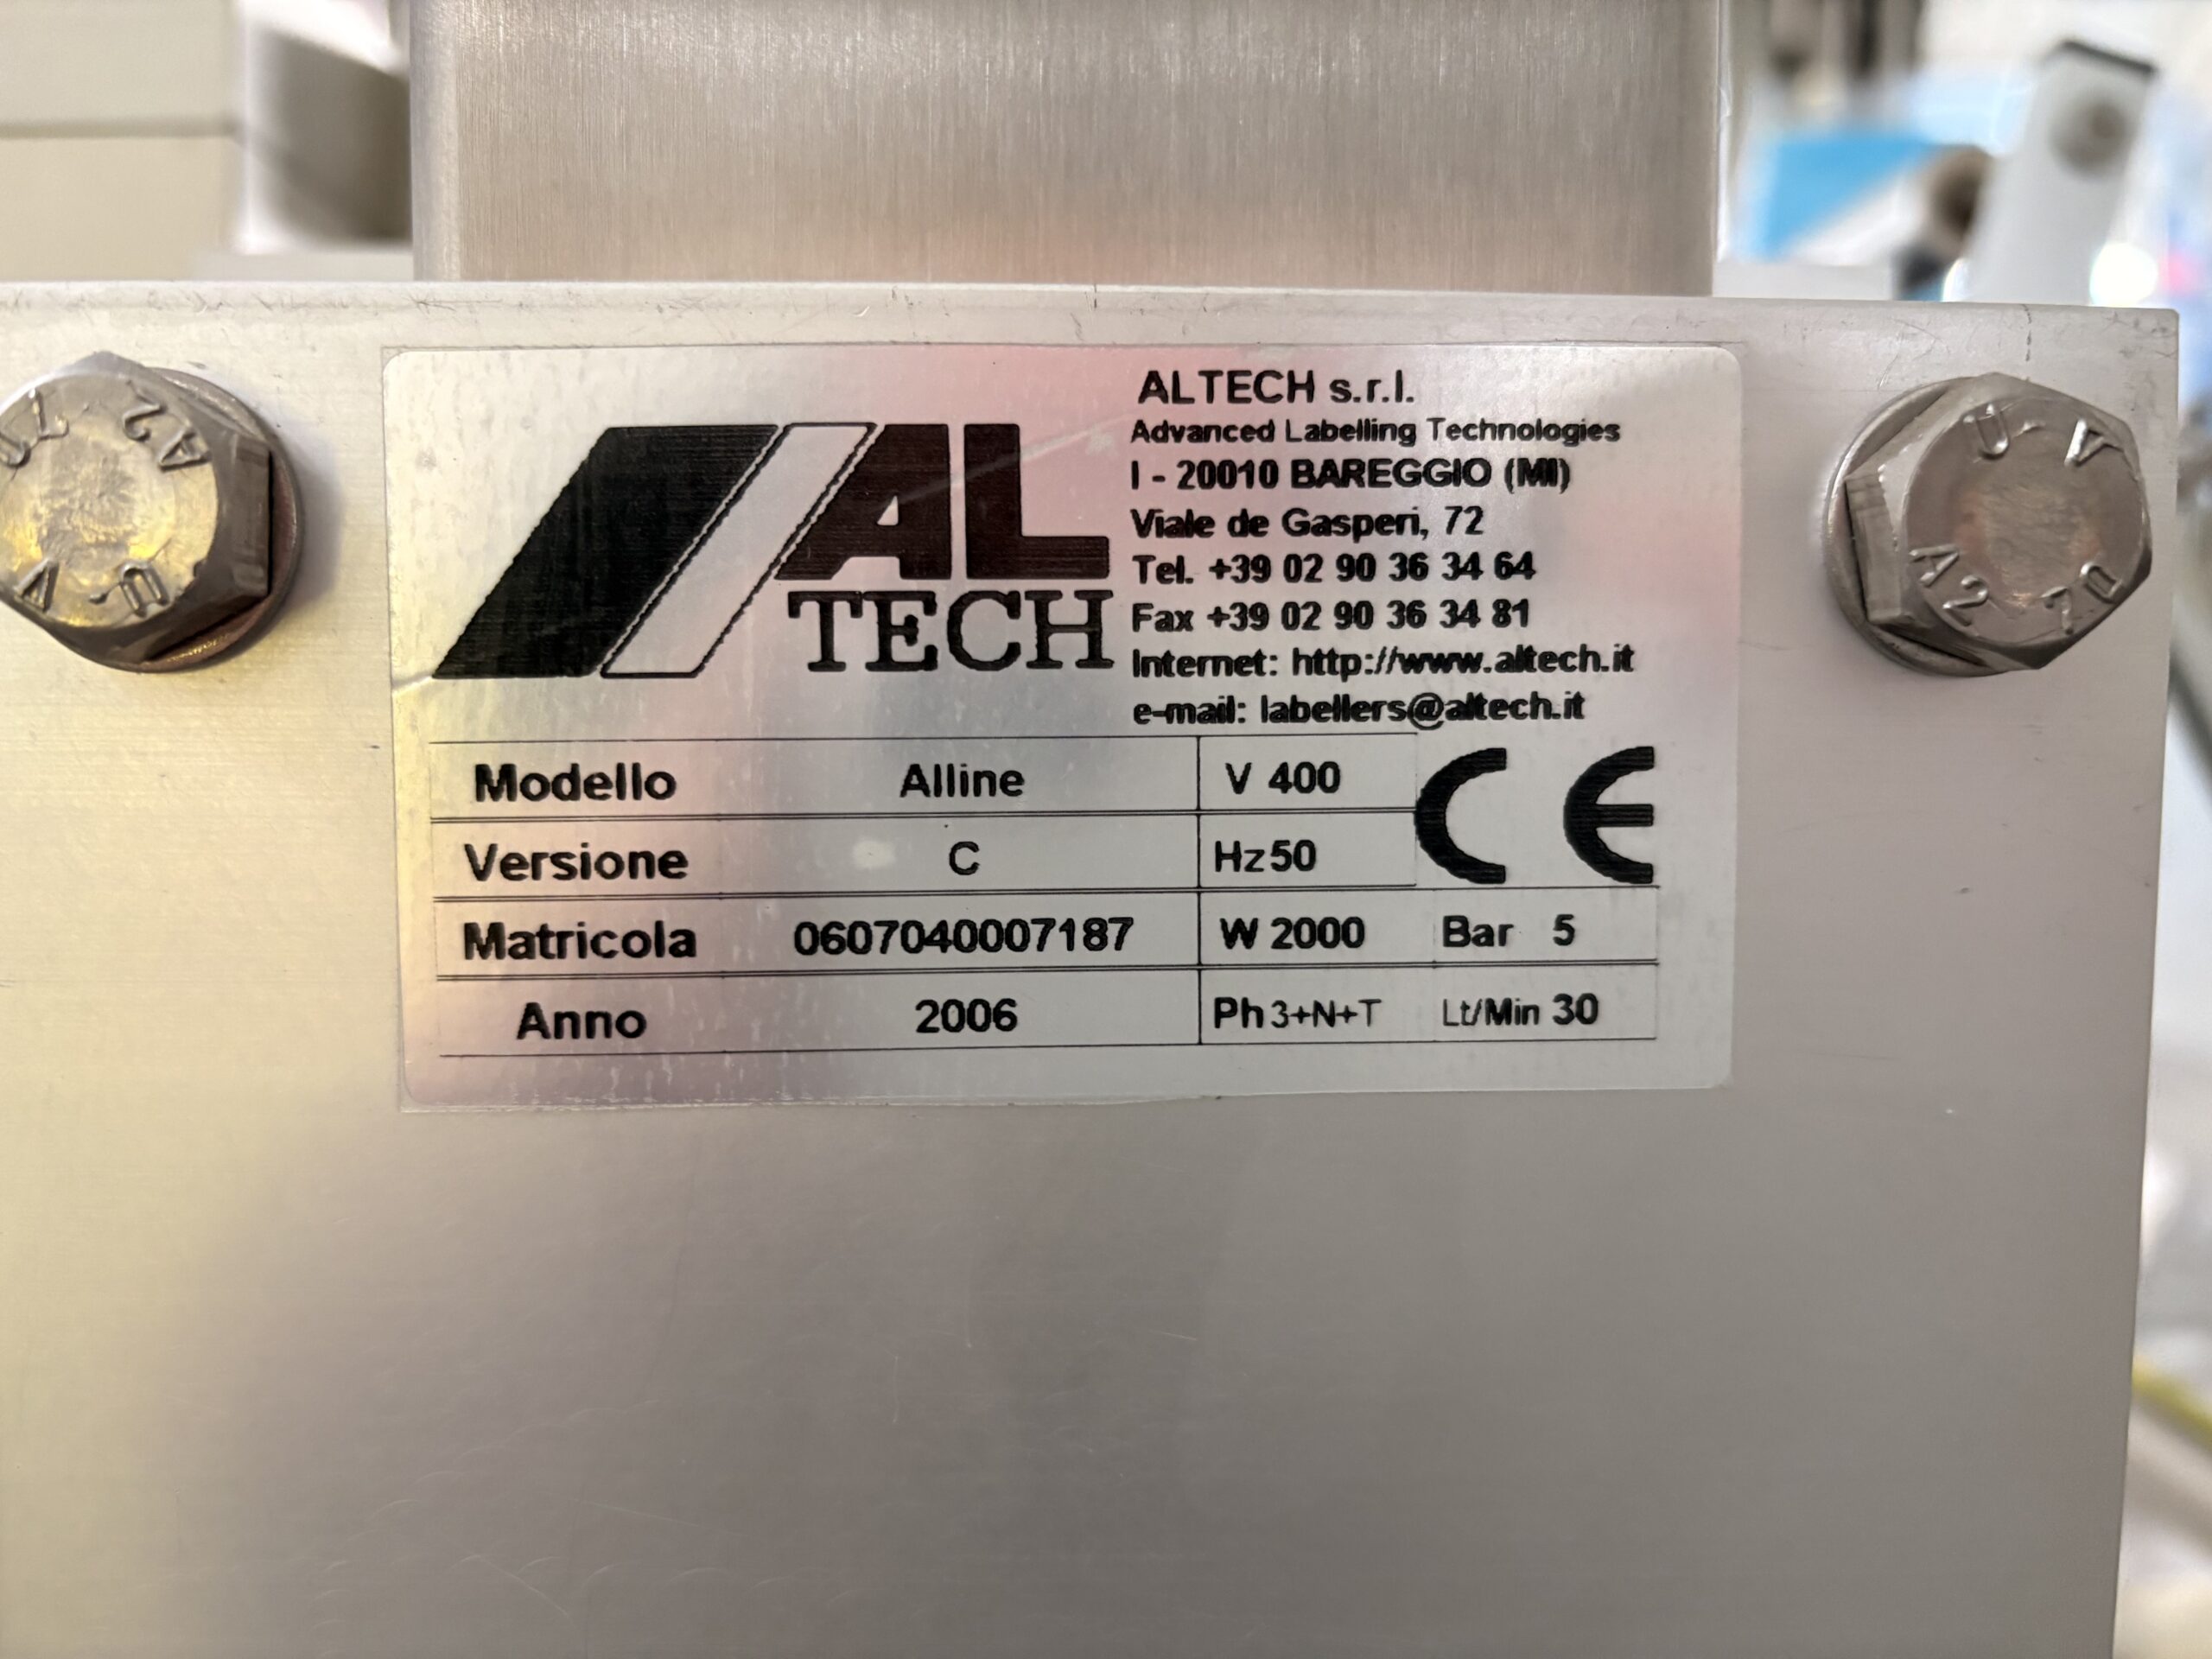 AL
TECH
ALTECH s.r.l.
Advanced Labelling Technologies
I - 20010 BAREGGIO (MI)
Viale de Gasperi, 72
Tel. +39 02 90 36 34 64
Fax +39 02 90 36 34 81
Internet: http://www.altech.it
e-mail: labellers@altech.it
Modello Alline V 400
CE
Versione C Hz 50
Matricola 0607040007187 W 2000 Bar 5
Anno 2006 Ph 3+N+T Lt/Min 30
A2 70
A2 70